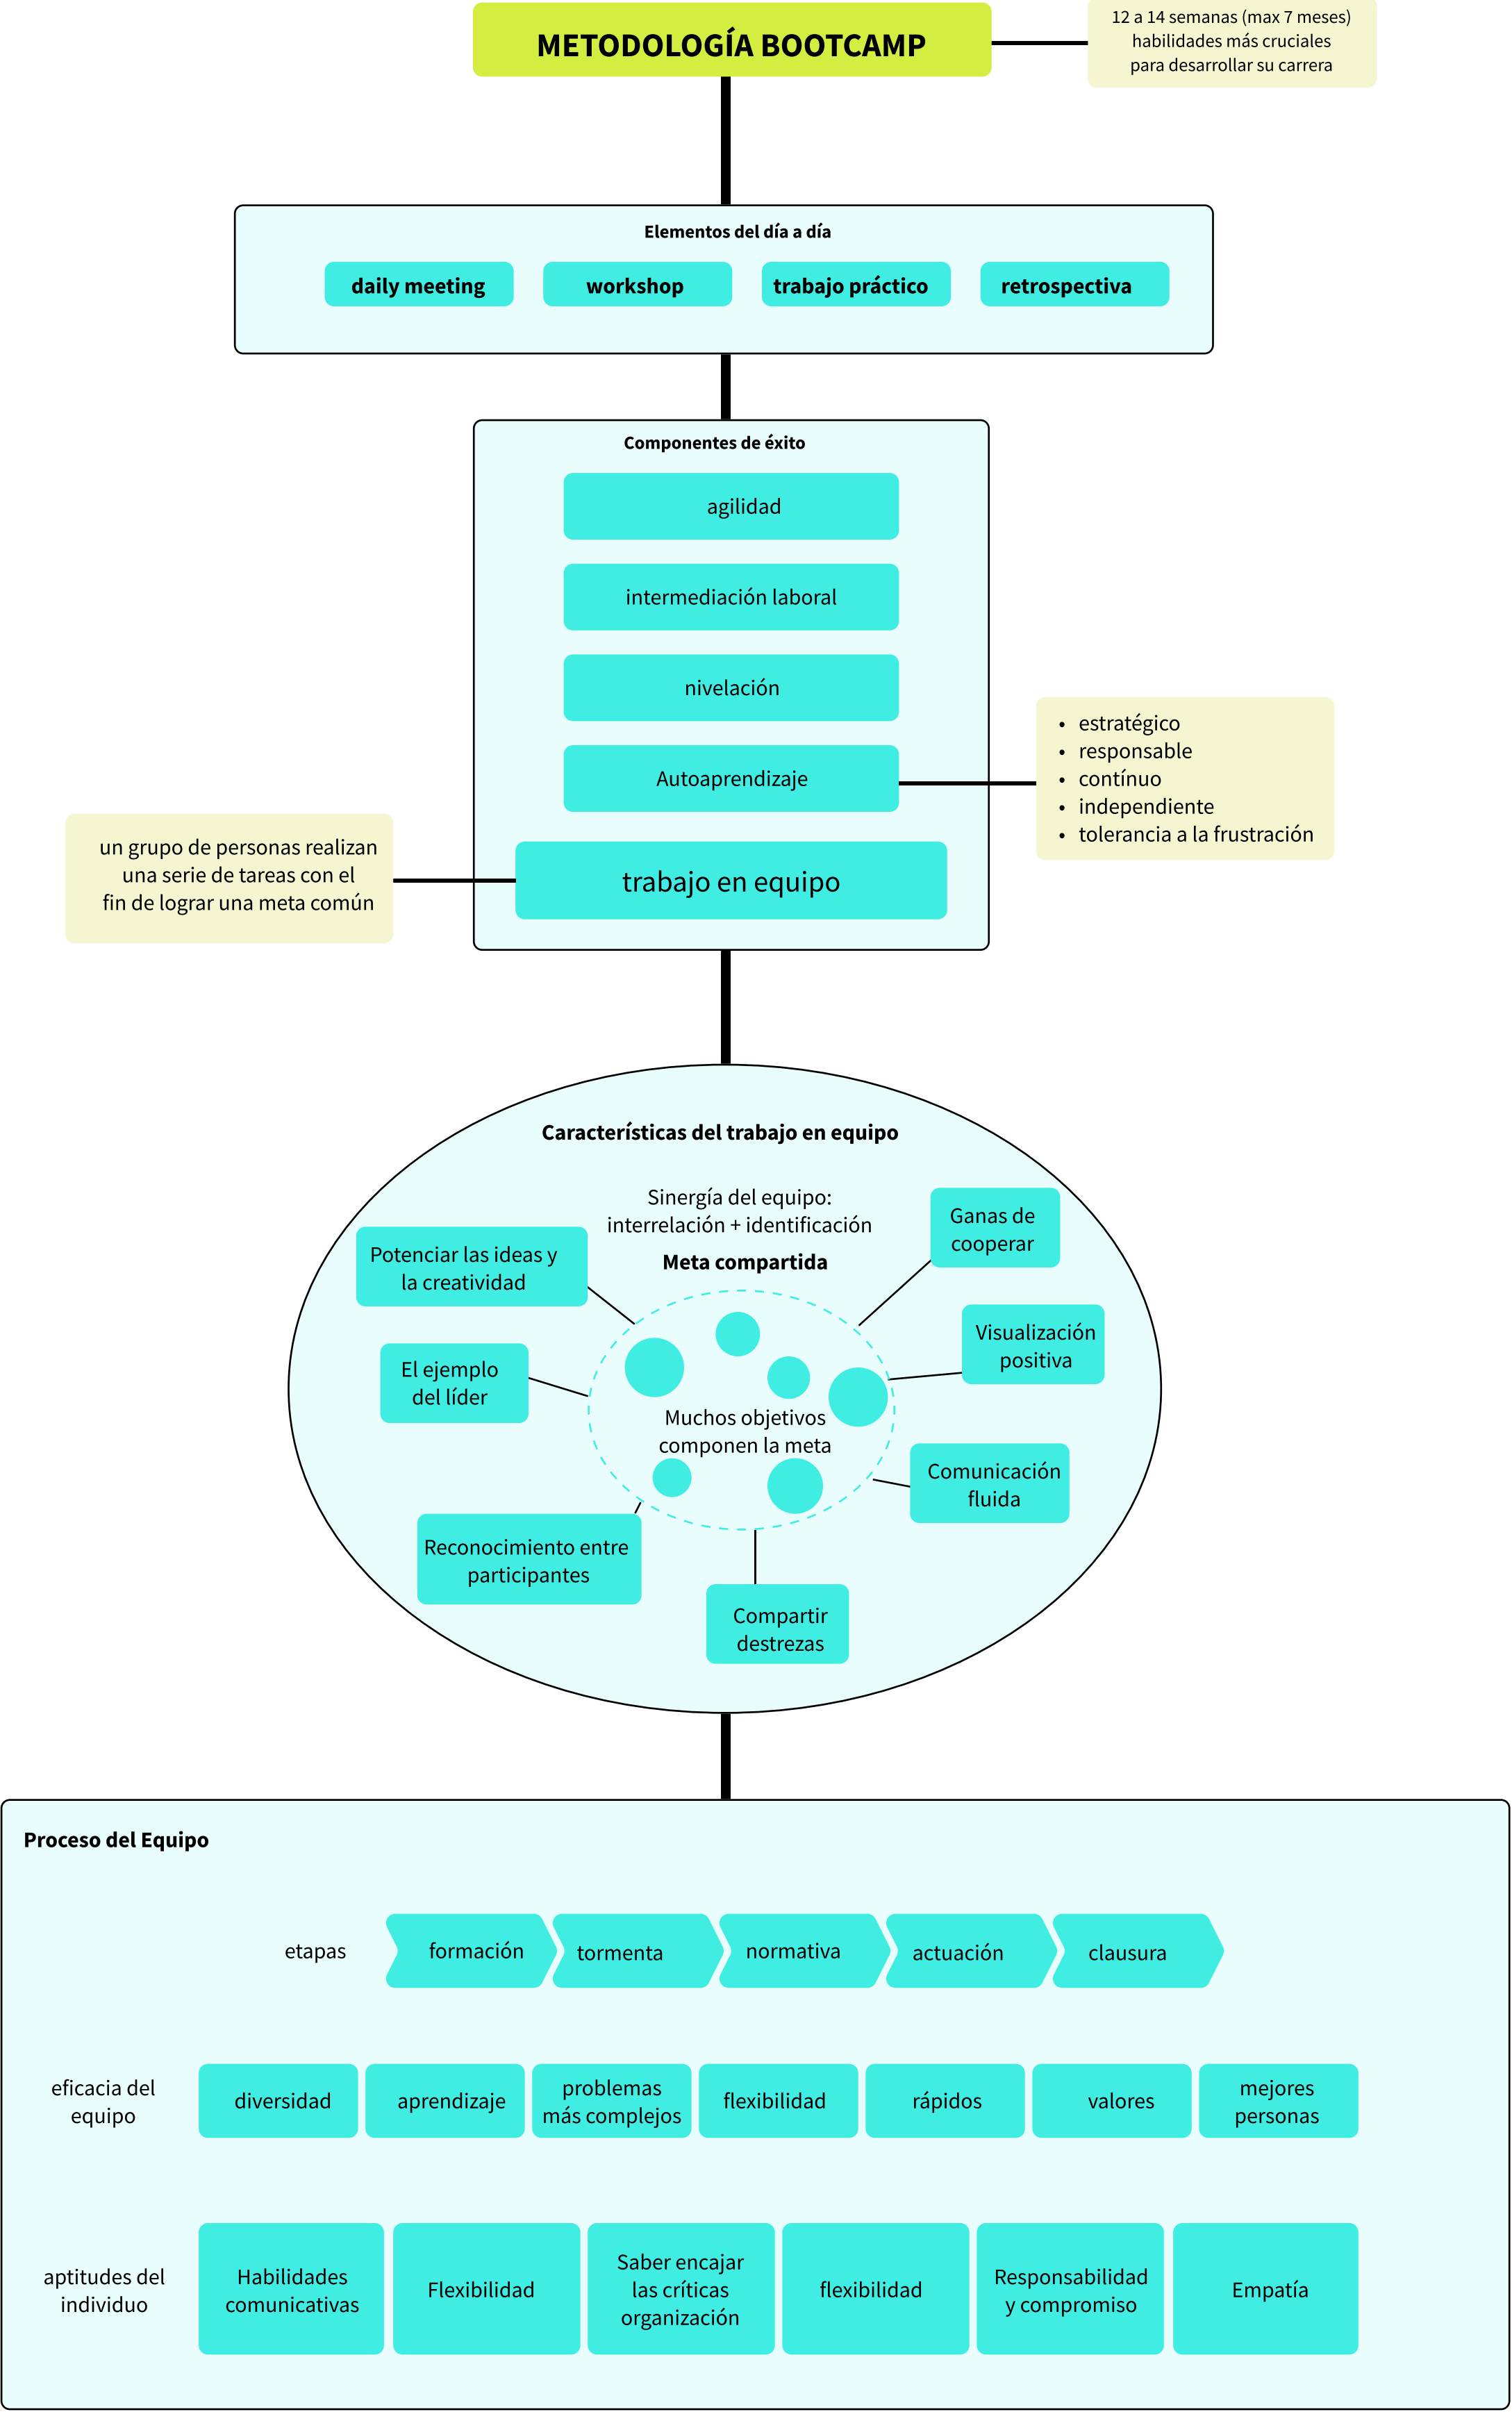 METODOLOGÍA BOOTCAMP
12 a 14 semanas (max 7 meses)
habilidades más cruciales
para desarrollar su carrera
Elementos del día a día
daily meeting
workshop
trabajo práctico
retrospectiva
Componentes de éxito
agilidad
intermediación laboral
nivelación
Autoaprendizaje
• estratégico
• responsable
• contínuo
• independiente
• tolerancia a la frustración
trabajo en equipo
un grupo de personas realizan
una serie de tareas con el
fin de lograr una meta común
Características del trabajo en equipo
Sinergía del equipo:
interrelación + identificación
Meta compartida
Potenciar las ideas y
la creatividad
Ganas de
cooperar
El ejemplo
del líder
Visualización
positiva
Muchos objetivos
componen la meta
Comunicación
fluida
Reconocimiento entre
participantes
Compartir
destrezas
Proceso del Equipo
etapas
formación
tormenta
normativa
actuación
clausura
eficacia del
equipo
diversidad
aprendizaje
problemas
más complejos
flexibilidad
rápidos
valores
mejores
personas
aptitudes del
individuo
Habilidades
comunicativas
Flexibilidad
Saber encajar
las críticas
organización
flexibilidad
Responsabilidad
y compromiso
Empatía